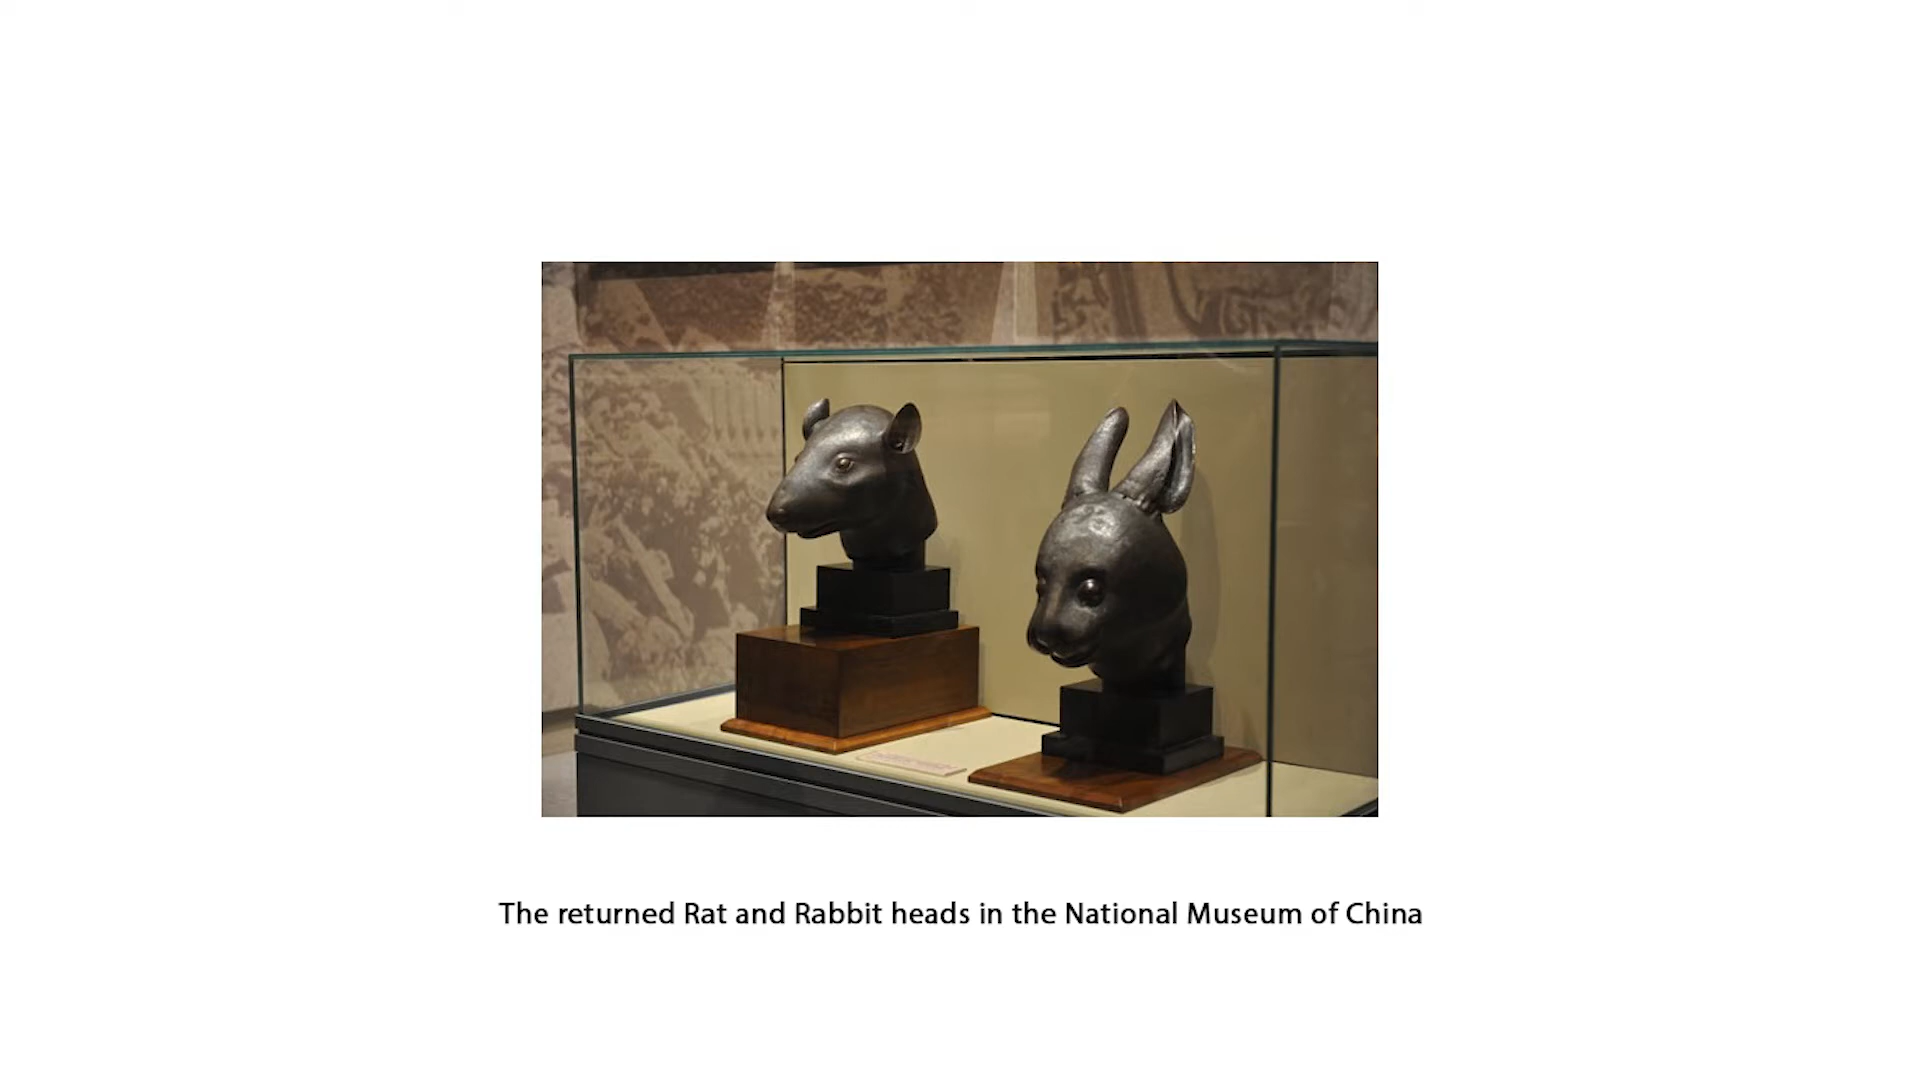 The returned Rat and Rabbit heads in the National Museum of China